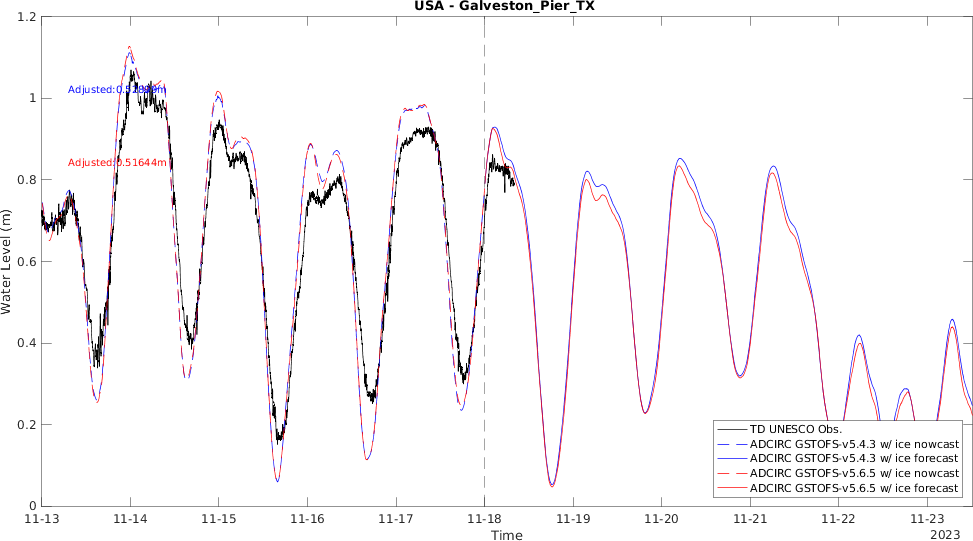 USA - Galveston_Pier_TX
1.2
1
0.8
0.6
0.4
0.2
0
Water Level (m)
Adjusted:
Adjusted:0.51644m
TD UNESCO Obs.
ADCIRC GSTOFS-v5.4.3 w/ ice nowcast
ADCIRC GSTOFS-v5.4.3 w/ ice forecast
ADCIRC GSTOFS-v5.6.5 w/ ice nowcast
ADCIRC GSTOFS-v5.6.5 w/ ice forecast
11-13 11-14 11-15 11-16 11-17 11-18 11-19 11-20 11-21 11-22 11-23
Time
2023